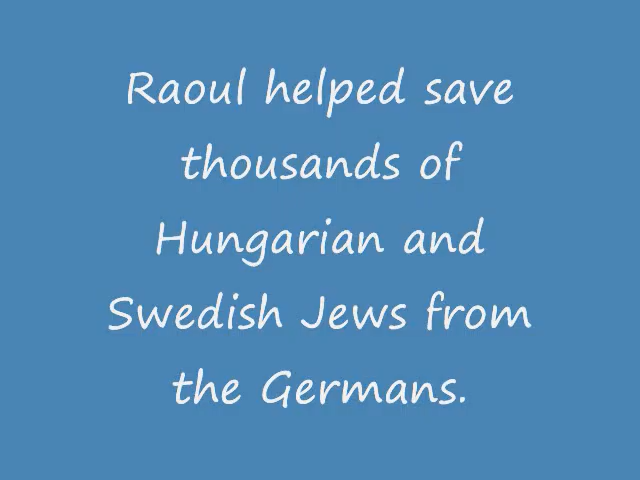 Raoul helped save
thousands of
Hungarian and
Swedish Jews from
the Germans.